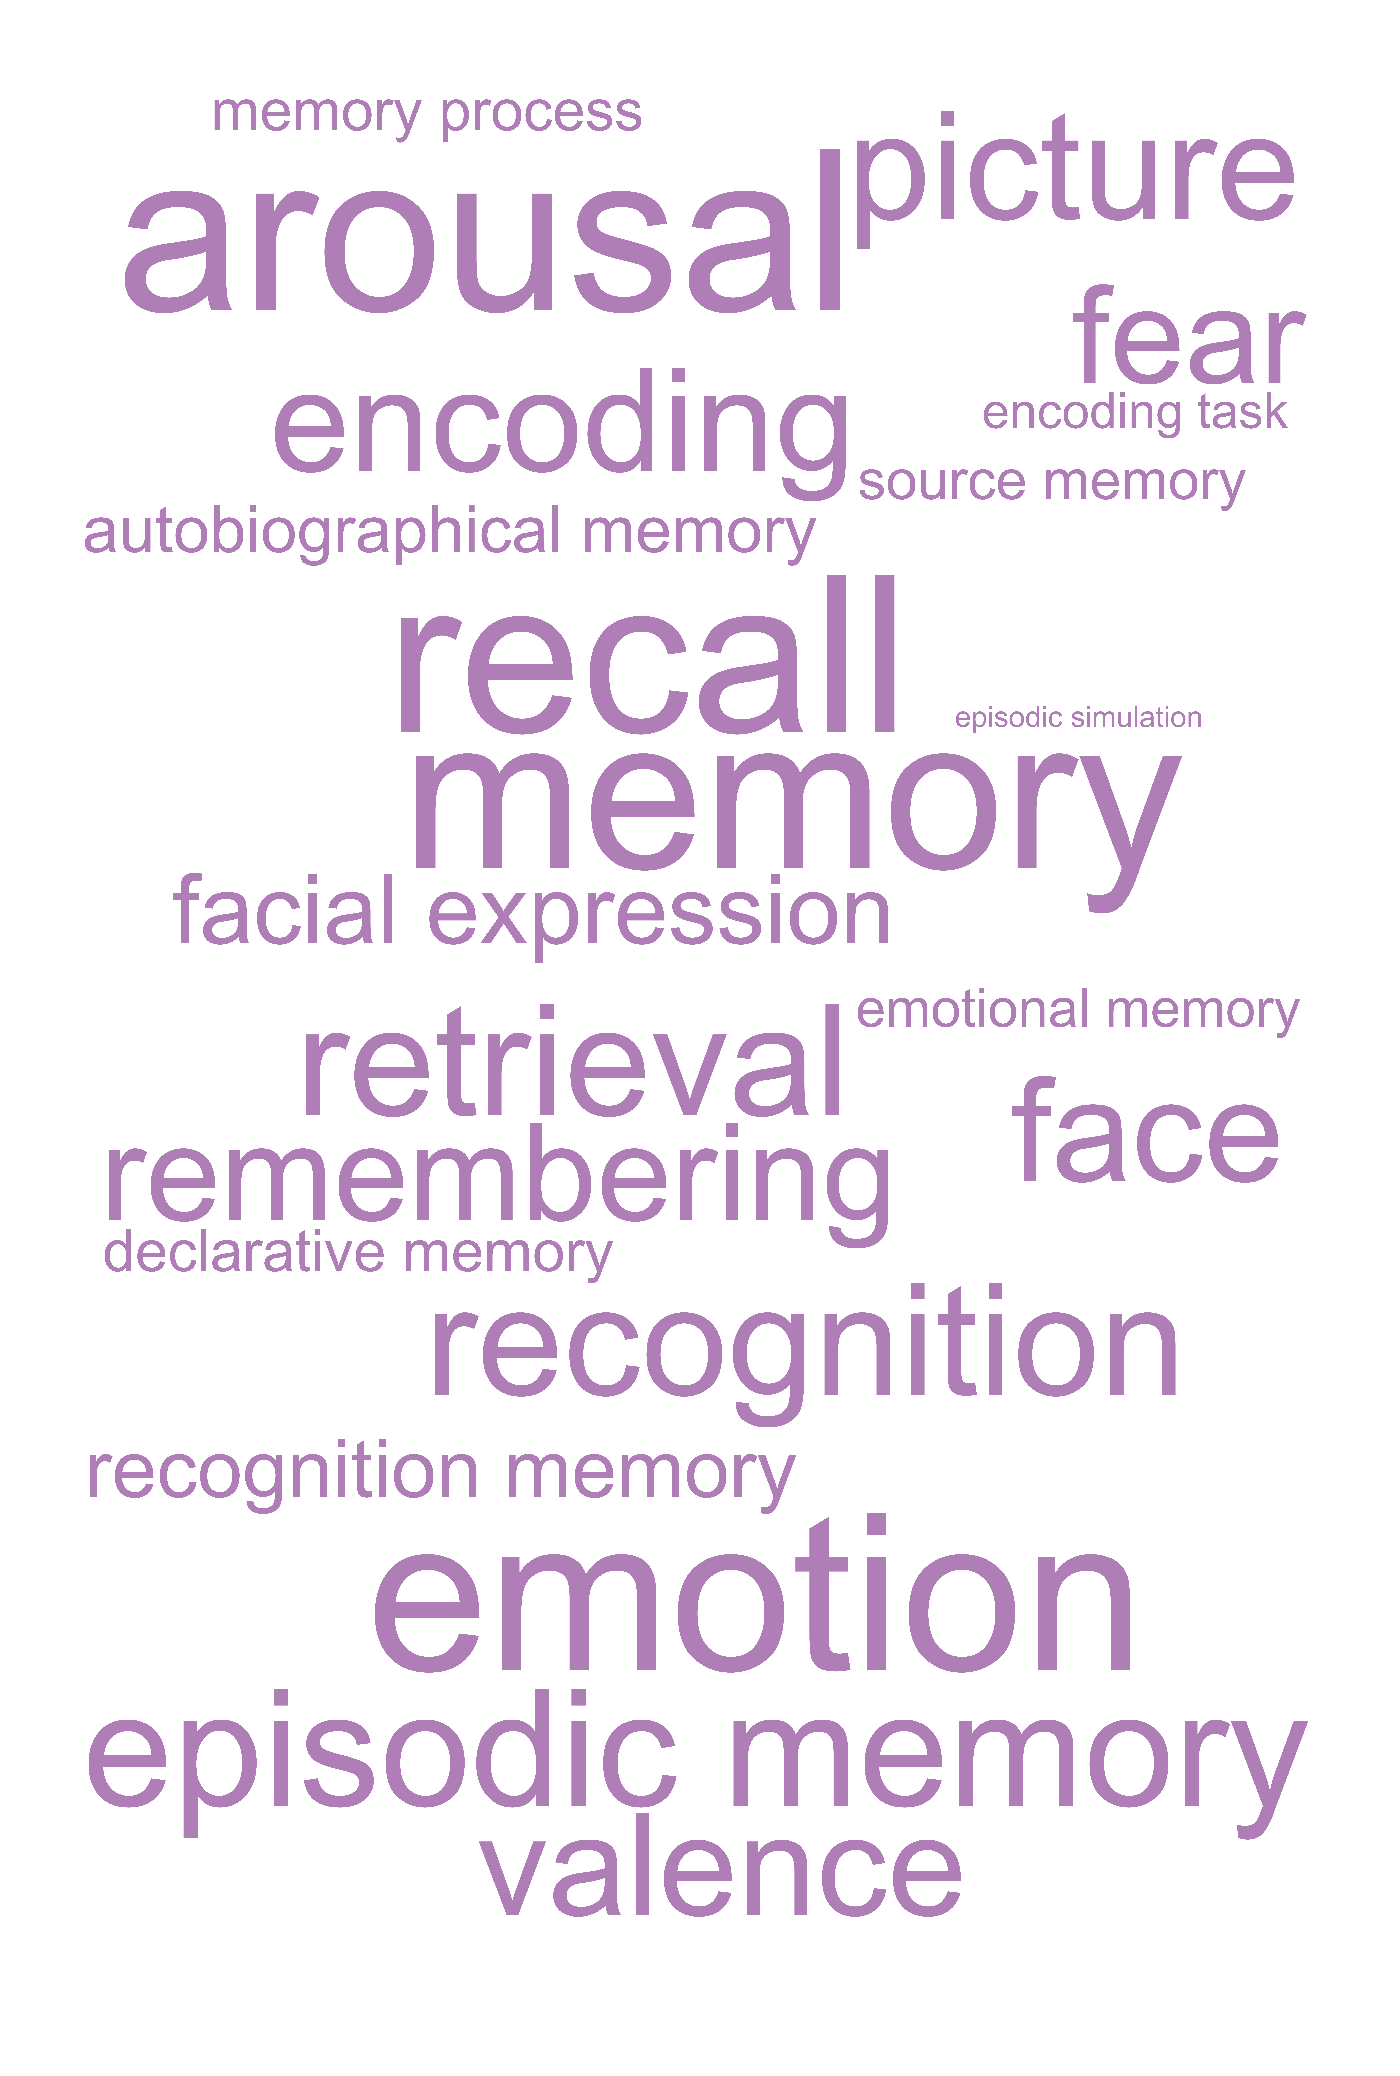 memory process
picture
arousal
fear
encoding
encoding task
source memory
autobiographical memory
recall
episodic simulation
memory
facial expression
emotional memory
retrieval
face
remembering
declarative memory
recognition
recognition memory
emotion
episodic memory
valence